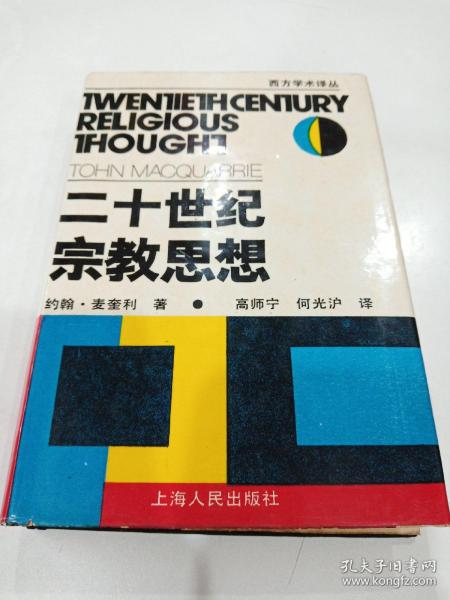 西方学术译丛
TWENTIETH CENTURY
RELIGIOUS
THOUGHT
TOHN MACQUARRIE
二十世纪
宗教思想
约翰·麦奎利 著 ● 高师宁 何光沪 译
上海人民出版社
孔夫子旧书网
www.kongfz.com